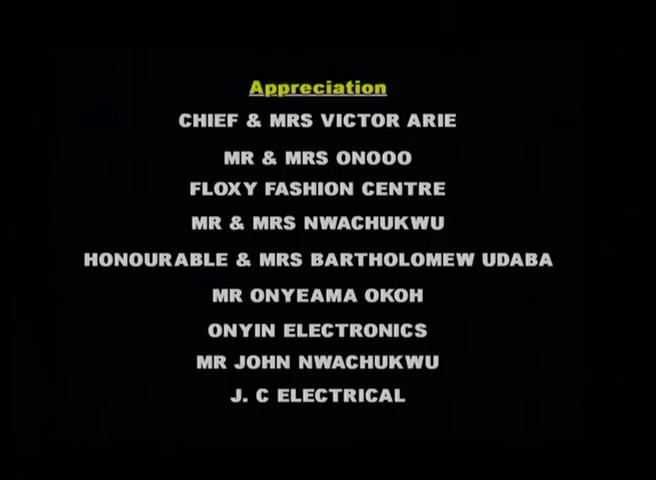 Appreciation
CHIEF & MRS VICTOR ARIE
MR & MRS ONOOO
FLOXY FASHION CENTRE
MR & MRS NWACHUKWU
HONOURABLE & MRS BARTHOLOMEW UDABA
MR ONYEAMA OKOH
ONYIN ELECTRONICS
MR JOHN NWACHUKWU
J. C ELECTRICAL